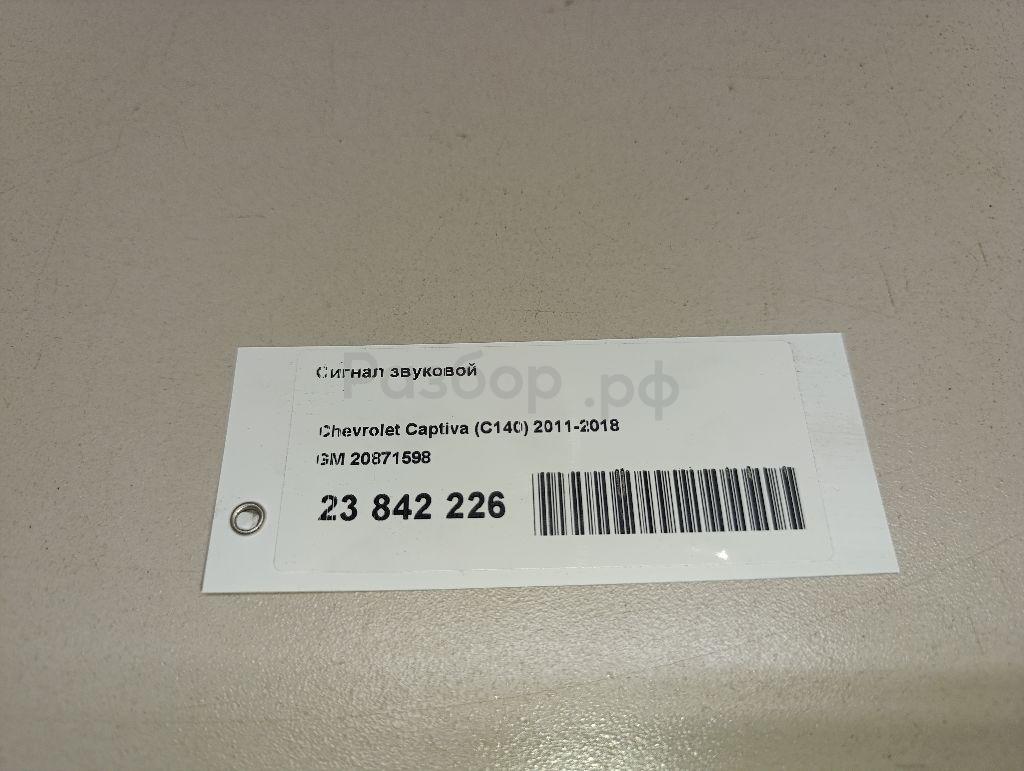 Сигнал звуковой
Разбор.рф
Chevrolet Captiva (C140) 2011-2018
GM 20871598
23 842 226